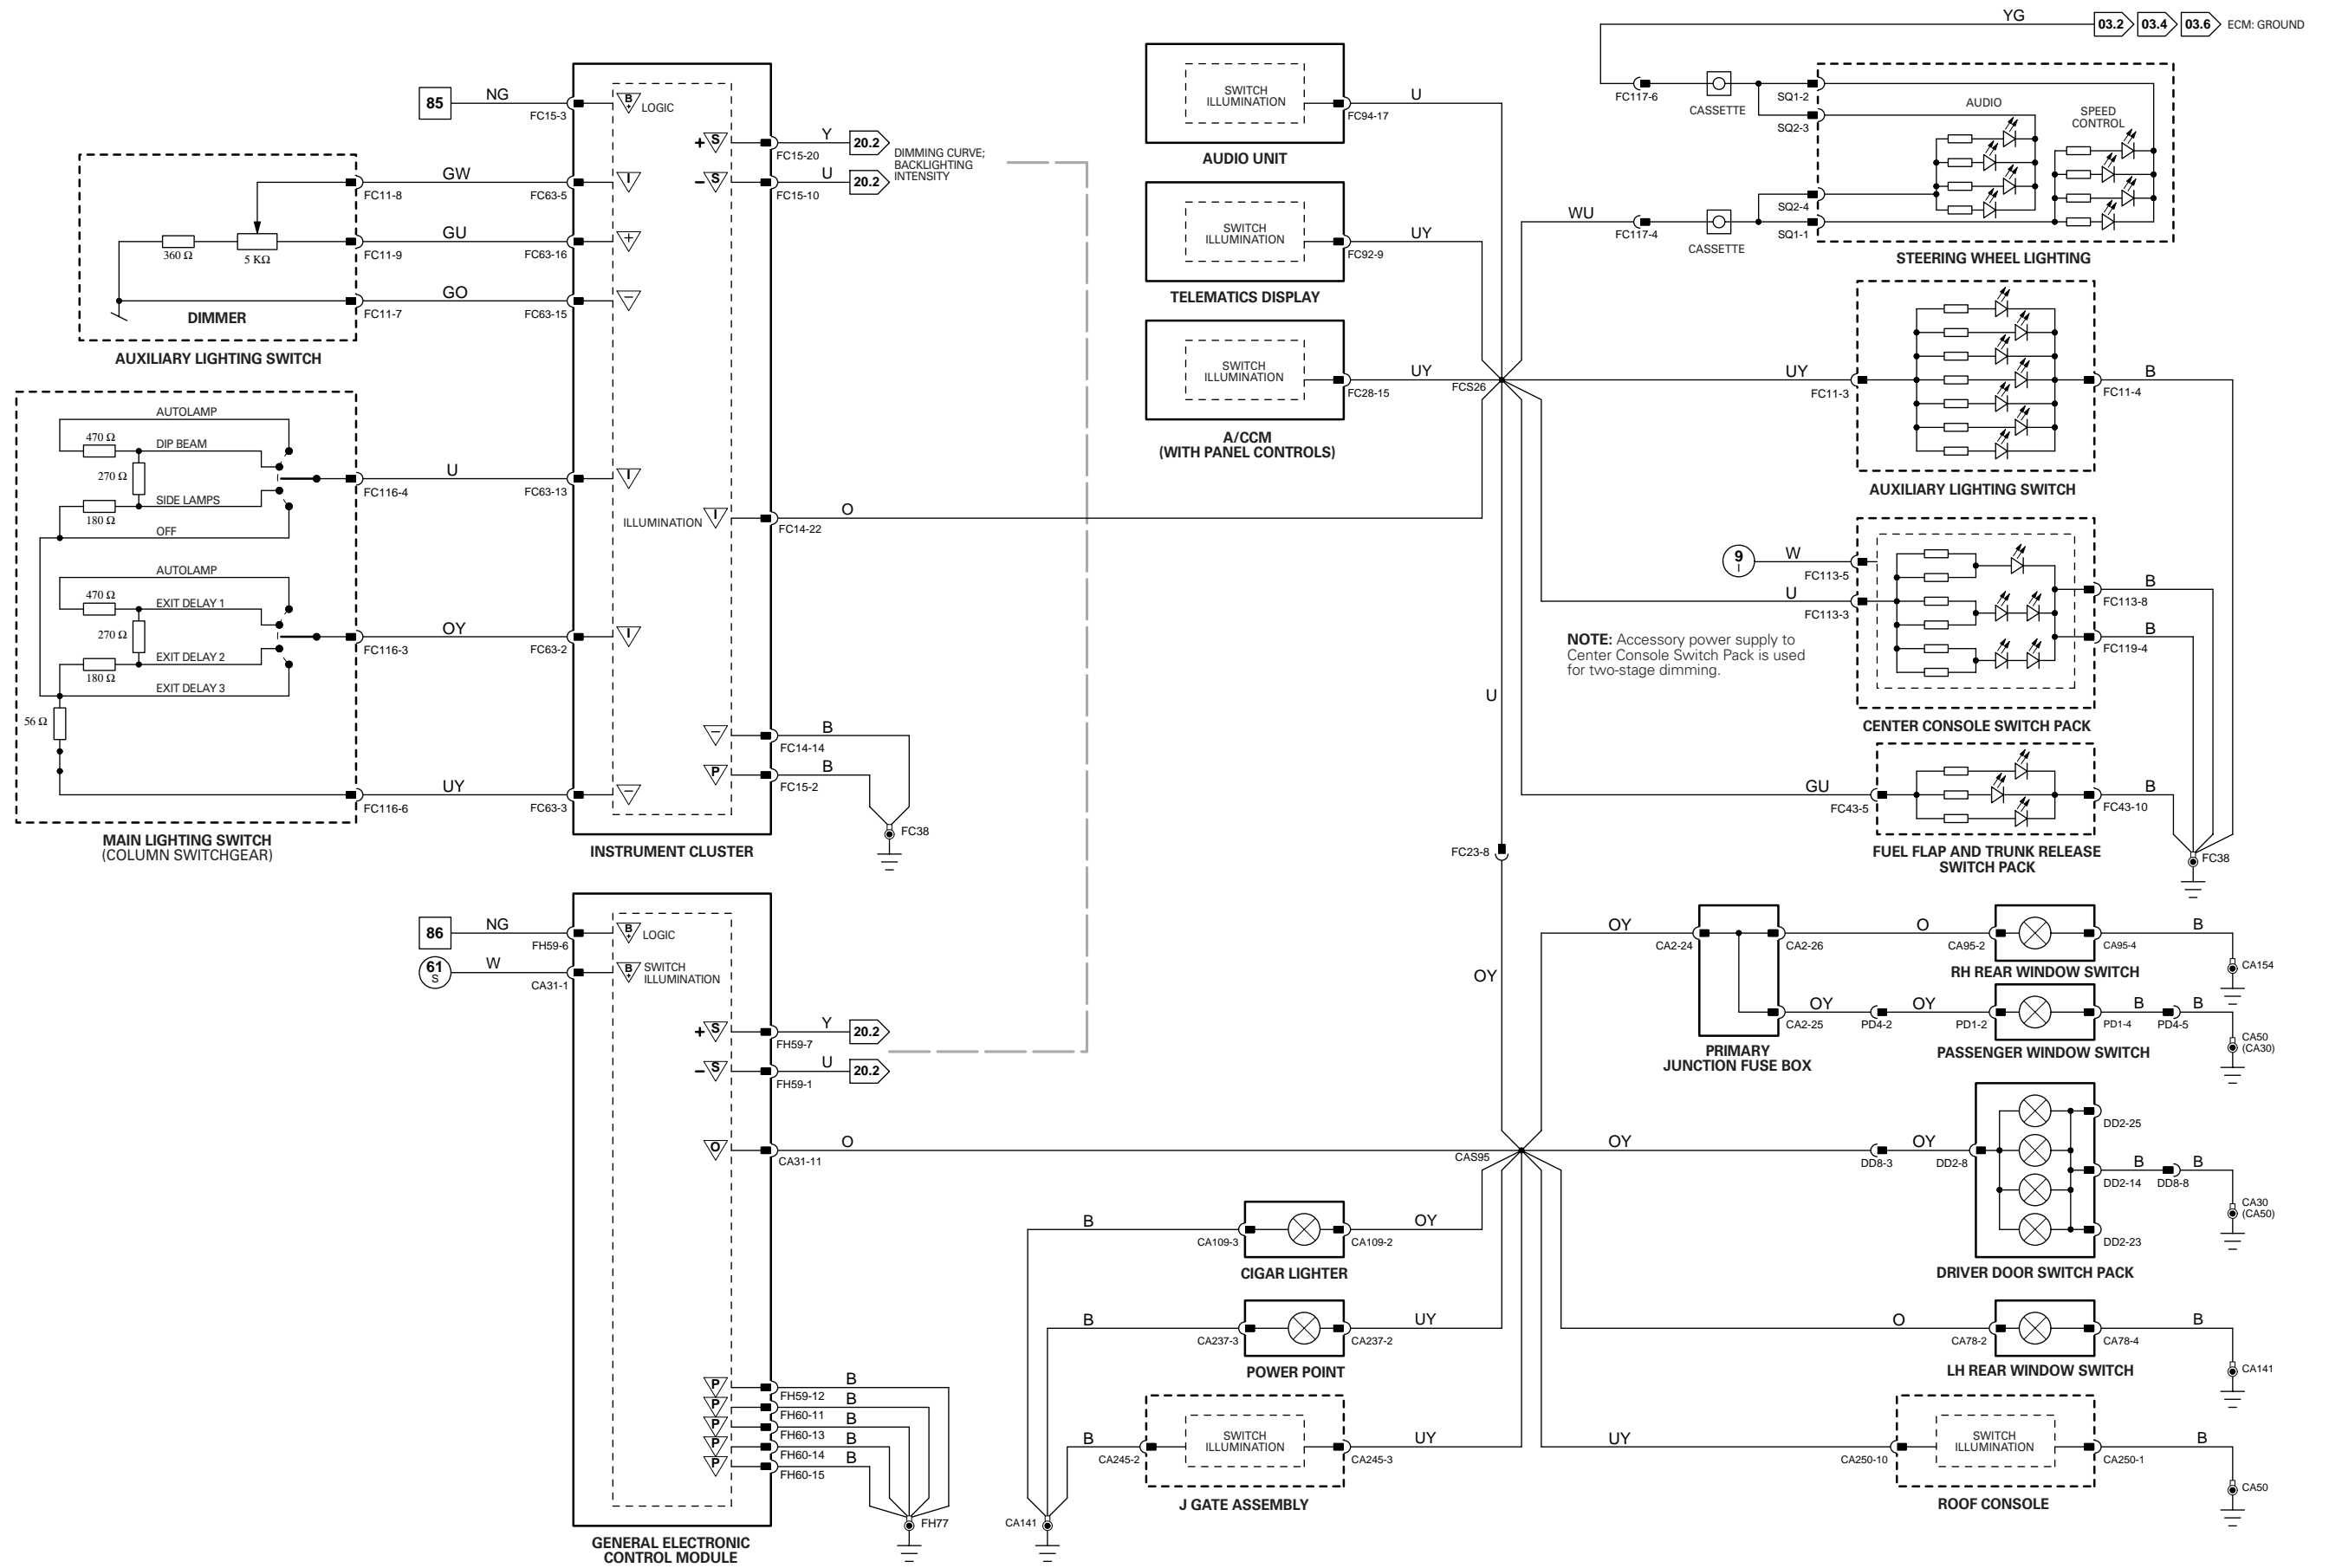 YG
03.2
03.4
03.6
ECM: GROUND
85
NG
FC15-3
B
+
LOGIC
+
S
FC15-20
Y
20.2
DIMMING CURVE;
BACKLIGHTING
INTENSITY
–
S
FC15-10
U
20.2
360 Ω
5 KΩ
FC11-8
GW
FC63-5
I
FC11-9
GU
FC63-16
+
FC11-7
GO
FC63-15
–
DIMMER
AUXILIARY LIGHTING SWITCH
AUTOLAMP
470 Ω
DIP BEAM
270 Ω
SIDE LAMPS
180 Ω
OFF
FC116-4
U
FC63-13
I
AUTOLAMP
470 Ω
EXIT DELAY 1
270 Ω
EXIT DELAY 2
180 Ω
EXIT DELAY 3
56 Ω
FC116-3
OY
FC63-2
I
FC116-6
UY
FC63-3
–
MAIN LIGHTING SWITCH
(COLUMN SWITCHGEAR)
ILLUMINATION
I
FC14-22
O
–
FC14-14
B
P
FC15-2
B
FC38
INSTRUMENT CLUSTER
86
NG
FH59-6
B
+
LOGIC
61
S
W
CA31-1
B
+
SWITCH
ILLUMINATION
+
S
FH59-7
Y
20.2
–
S
FH59-1
U
20.2
O
CA31-11
O
P
FH59-12
B
P
FH60-11
B
P
FH60-13
B
P
FH60-14
B
P
FH60-15
B
FH77
GENERAL ELECTRONIC
CONTROL MODULE
SWITCH
ILLUMINATION
FC94-17
U
AUDIO UNIT
SWITCH
ILLUMINATION
FC92-9
UY
TELEMATICS DISPLAY
SWITCH
ILLUMINATION
FC28-15
UY
A/CCM
(WITH PANEL CONTROLS)
FCS26
U
FC23-8
OY
CAS95
FC117-6
CASSETTE
SQ1-2
SQ2-3
AUDIO
SPEED
CONTROL
WU
FC117-4
CASSETTE
SQ2-4
SQ1-1
STEERING WHEEL LIGHTING
UY
FC11-3
FC11-4
B
AUXILIARY LIGHTING SWITCH
9
I
W
FC113-5
U
FC113-3
FC113-8
B
FC119-4
B
NOTE: Accessory power supply to
Center Console Switch Pack is used
for two-stage dimming.
CENTER CONSOLE SWITCH PACK
GU
FC43-5
FC43-10
B
FUEL FLAP AND TRUNK RELEASE
SWITCH PACK
FC38
OY
CA2-24
CA2-26
O
CA95-2
CA95-4
B
CA154
RH REAR WINDOW SWITCH
CA2-25
OY
PD4-2
OY
PD1-2
PD1-4
B
PD4-5
B
CA50
(CA30)
PASSENGER WINDOW SWITCH
PRIMARY
JUNCTION FUSE BOX
OY
DD8-3
OY
DD2-8
DD2-25
DD2-14
B
DD8-8
B
DD2-23
CA30
(CA50)
DRIVER DOOR SWITCH PACK
B
CA109-3
CA109-2
OY
CIGAR LIGHTER
B
CA237-3
CA237-2
UY
POWER POINT
B
CA245-2
SWITCH
ILLUMINATION
CA245-3
UY
J GATE ASSEMBLY
CA141
O
CA78-2
CA78-4
B
CA141
LH REAR WINDOW SWITCH
UY
CA250-10
SWITCH
ILLUMINATION
CA250-1
B
CA50
ROOF CONSOLE